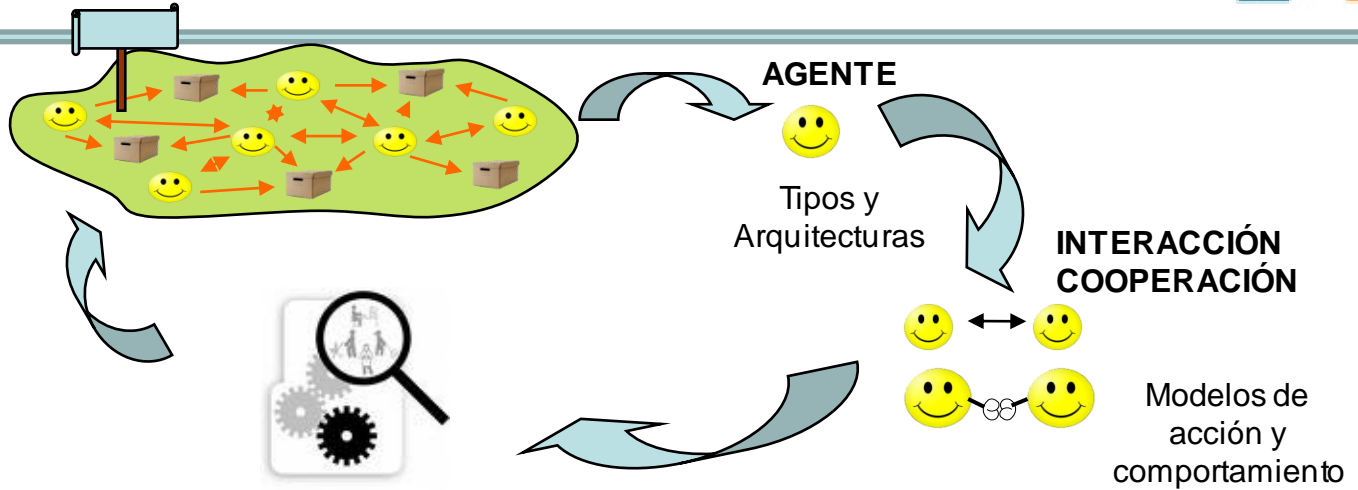 AGENTE
Tipos y
Arquitecturas
INTERACCIÓN
COOPERACIÓN
Modelos de
acción y
comportamiento